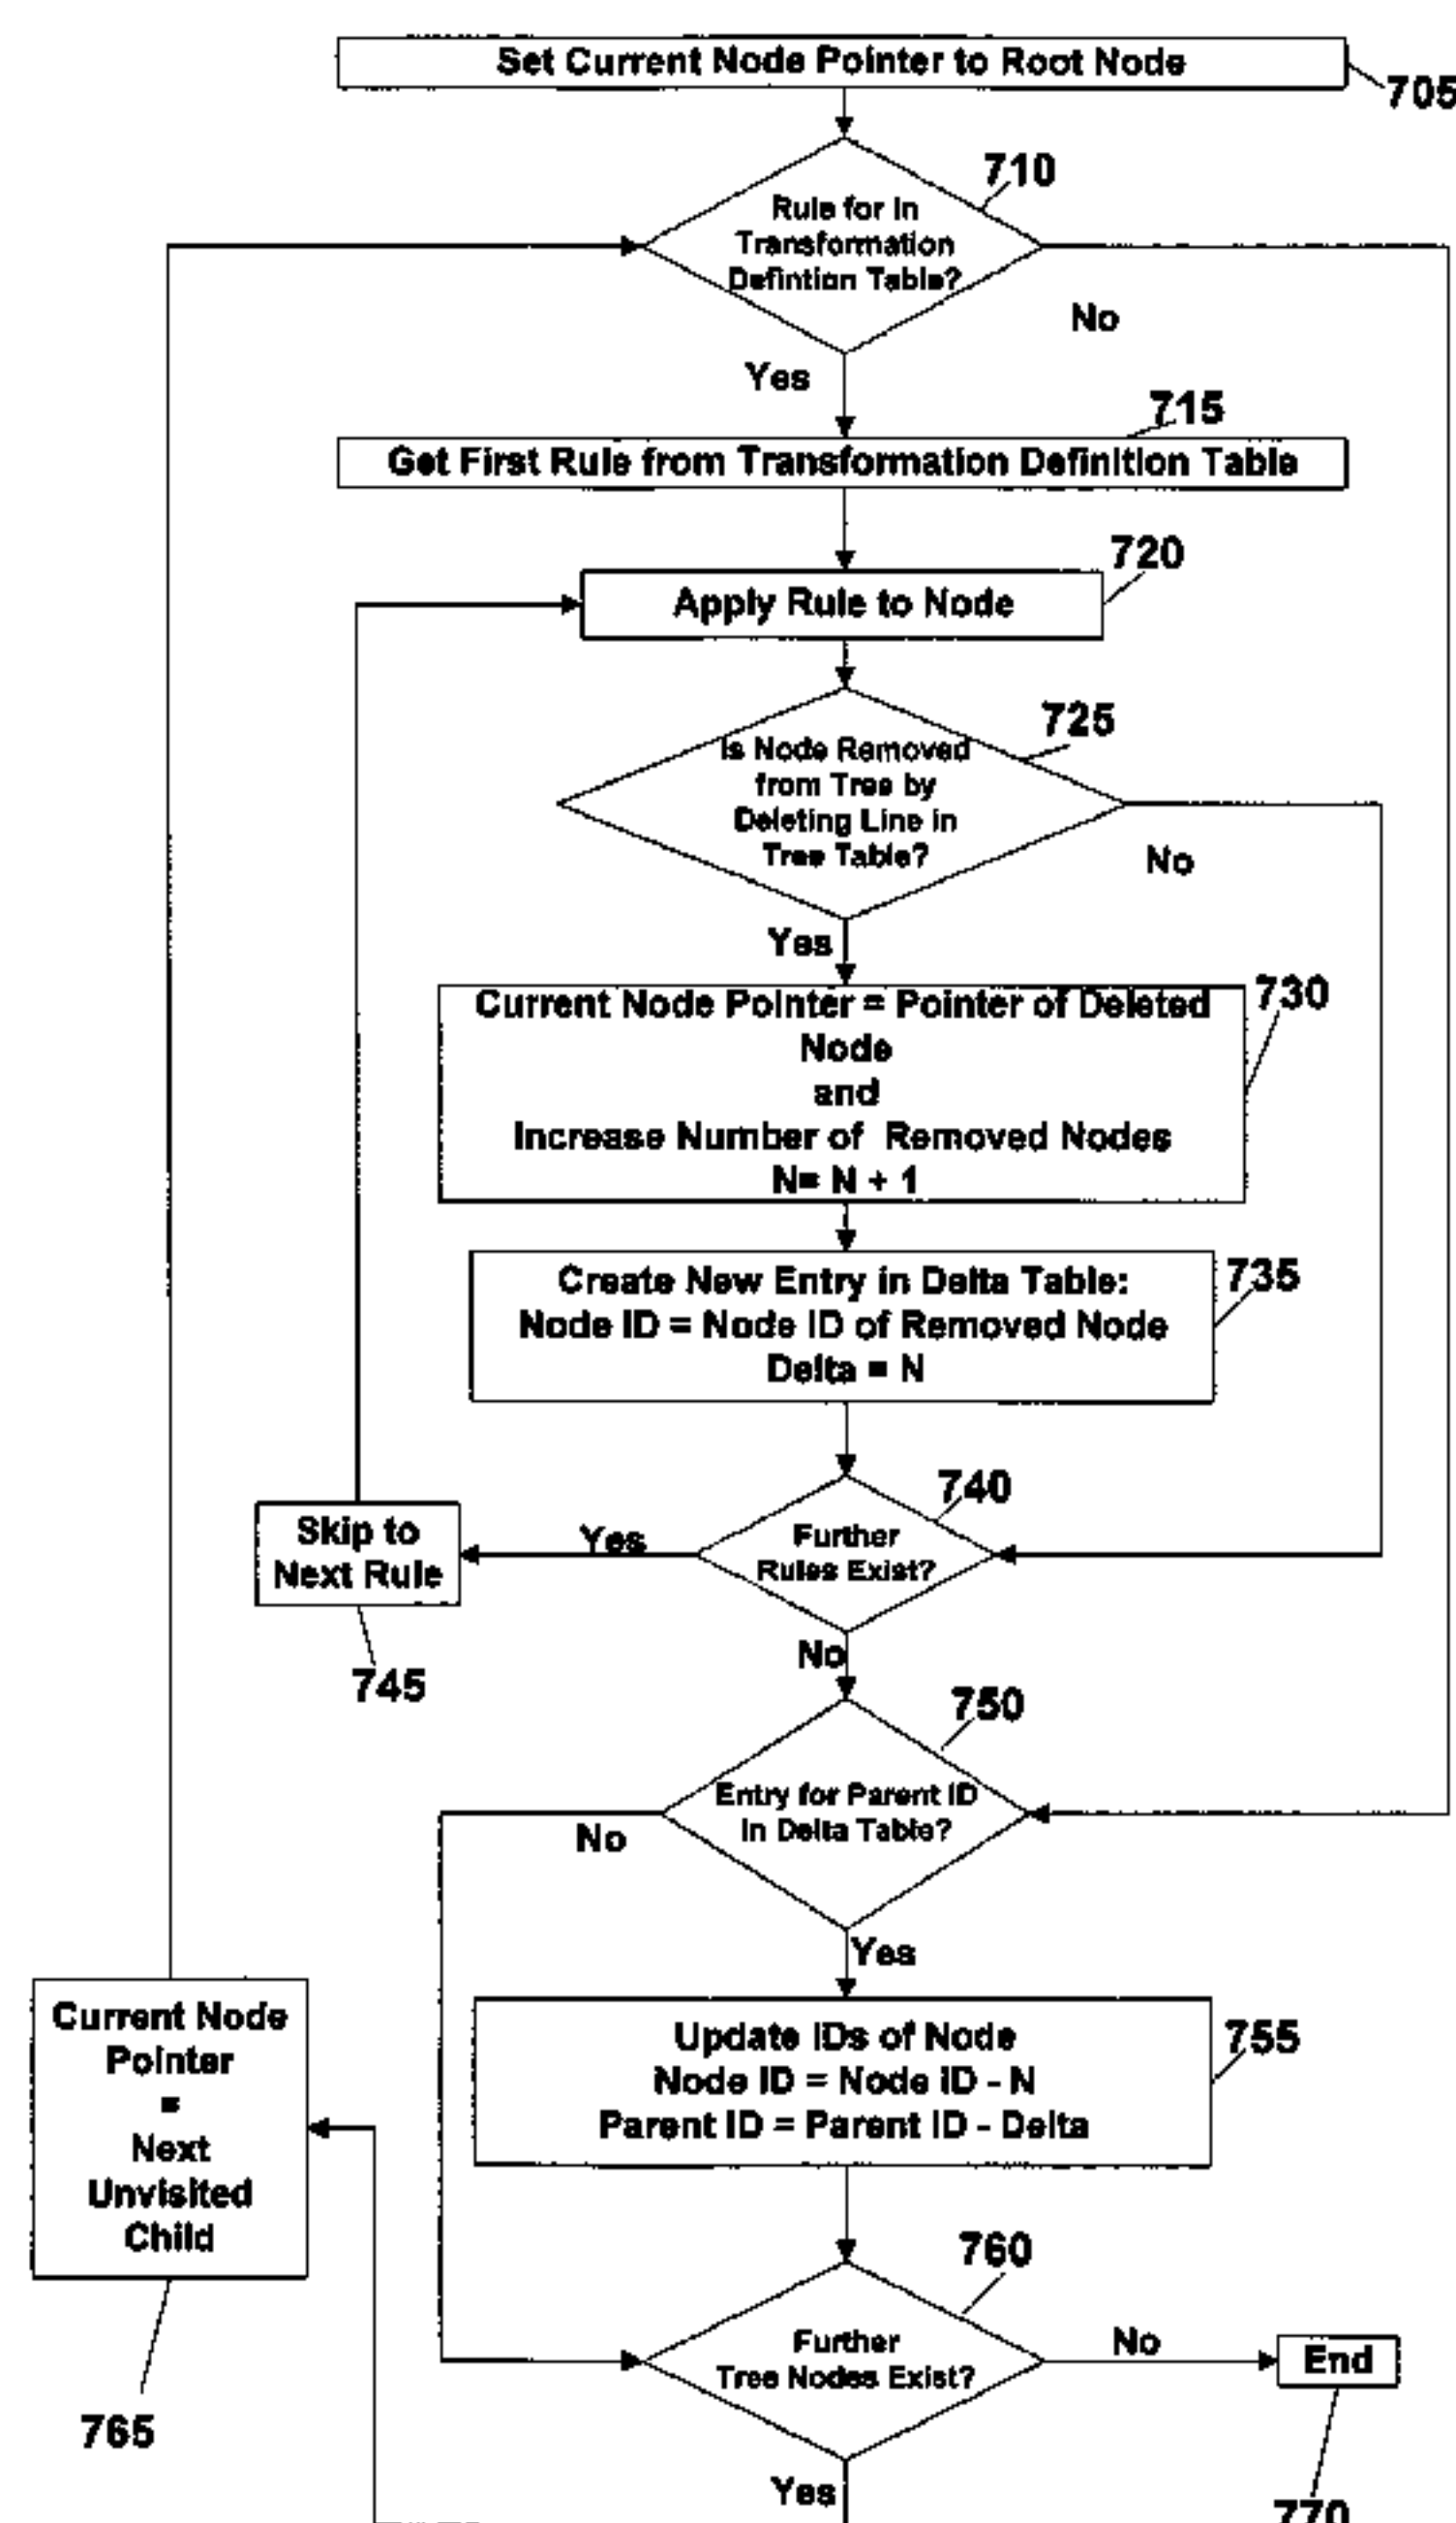 Set Current Node Pointer to Root Node
705
710
Rule for in
Transformation
Defintion Table?
No
Yes
715
Get First Rule from Transformation Definition Table
720
Apply Rule to Node
725
Is Node Removed
from Tree by
Deleting Line in
Tree Table?
No
Yes
730
Current Node Pointer = Pointer of Deleted
Node
and
Increase Number of Removed Nodes
N= N + 1
735
Create New Entry in Delta Table:
Node ID = Node ID of Removed Node
Delta = N
740
Further
Rules Exist?
Yes
Skip to
Next Rule
745
No
750
Entry for Parent ID
in Delta Table?
No
Yes
755
Update IDs of Node
Node ID = Node ID - N
Parent ID = Parent ID - Delta
Current Node
Pointer
=
Next
Unvisited
Child
765
760
Further
Tree Nodes Exist?
No
End
Yes
770